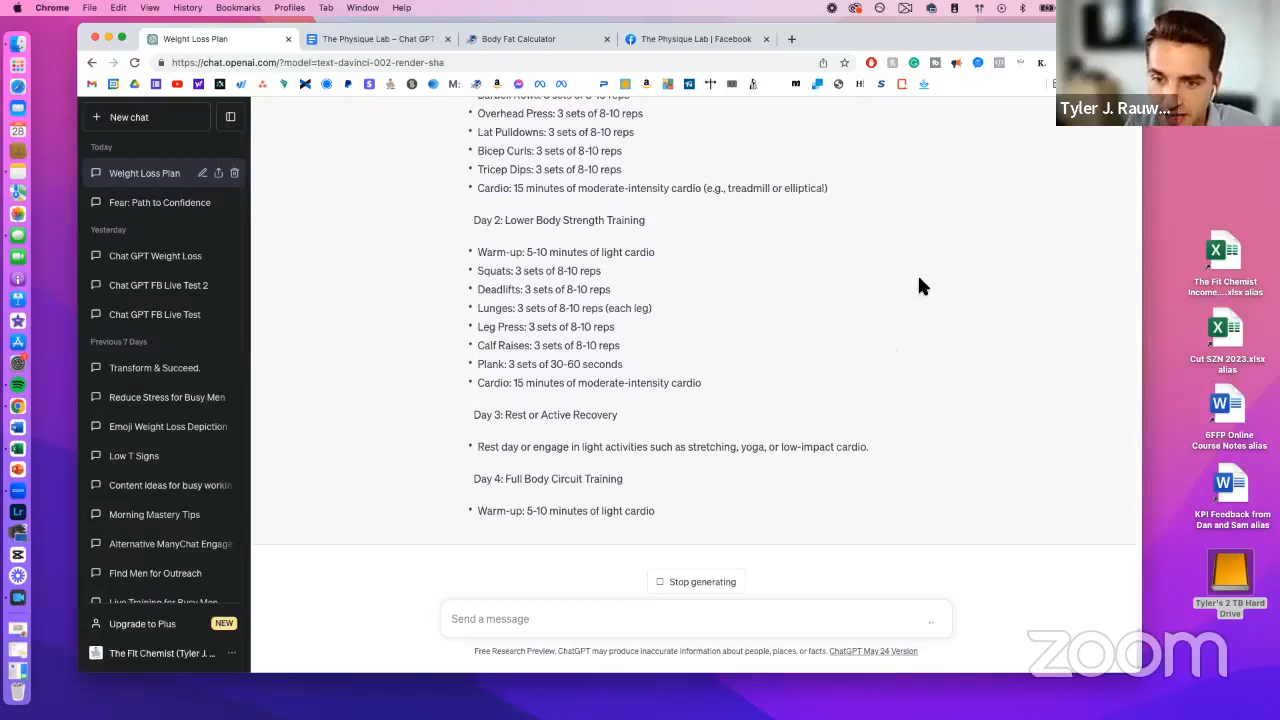 Chrome File Edit View History Bookmarks Profiles Tab Window Help
Weight Loss Plan
The Physique Lab – Chat GPT
Body Fat Calculator
The Physique Lab | Facebook
https://chat.openai.com/?model=text-davinci-002-render-sha
Tyler J. Rauw...
New chat
Today
Weight Loss Plan
Fear: Path to Confidence
Yesterday
Chat GPT Weight Loss
Chat GPT FB Live Test 2
Chat GPT FB Live Test
Previous 7 Days
Transform & Succeed.
Reduce Stress for Busy Men
Emoji Weight Loss Depiction
Low T Signs
Content ideas for busy workin
Morning Mastery Tips
Alternative ManyChat Engage
Find Men for Outreach
Live Training for Busy Men
Upgrade to Plus NEW
The Fit Chemist (Tyler J. ...
Barbell Rows: 3 sets of 8-10 reps
Overhead Press: 3 sets of 8-10 reps
Lat Pulldowns: 3 sets of 8-10 reps
Bicep Curls: 3 sets of 8-10 reps
Tricep Dips: 3 sets of 8-10 reps
Cardio: 15 minutes of moderate-intensity cardio (e.g., treadmill or elliptical)
Day 2: Lower Body Strength Training
Warm-up: 5-10 minutes of light cardio
Squats: 3 sets of 8-10 reps
Deadlifts: 3 sets of 8-10 reps
Lunges: 3 sets of 8-10 reps (each leg)
Leg Press: 3 sets of 8-10 reps
Calf Raises: 3 sets of 8-10 reps
Plank: 3 sets of 30-60 seconds
Cardio: 15 minutes of moderate-intensity cardio
Day 3: Rest or Active Recovery
Rest day or engage in light activities such as stretching, yoga, or low-impact cardio.
Day 4: Full Body Circuit Training
Warm-up: 5-10 minutes of light cardio
Stop generating
Send a message
Free Research Preview. ChatGPT may produce inaccurate information about people, places, or facts. ChatGPT May 24 Version
The Fit Chemist
Income....xlsx alias
Cut SZN 2023.xlsx
alias
6FFP Online
Course Notes alias
KPI Feedback from
Dan and Sam alias
Tyler's 2 TB Hard
Drive
zoom